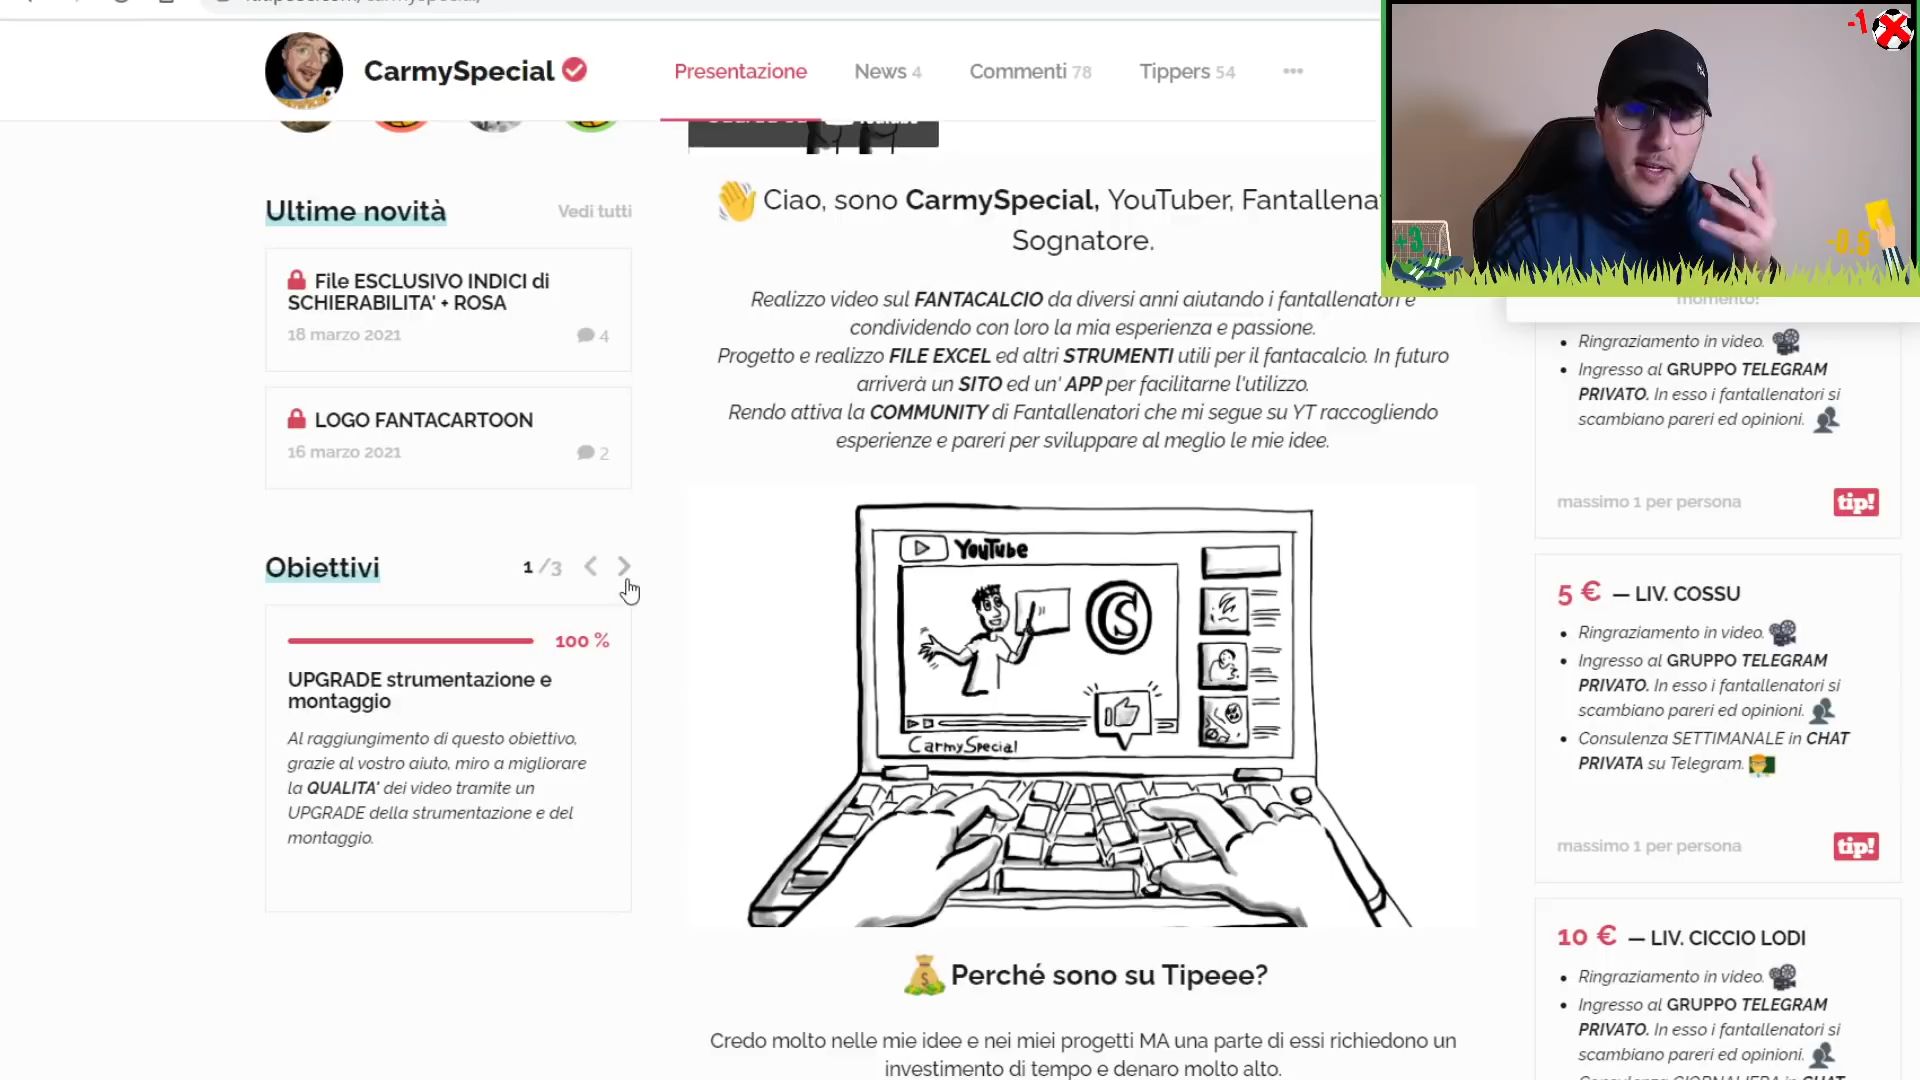 CarmySpecial
Presentazione
News 4
Commenti 78
Tippers 54
Ultime novità
Vedi tutti
File ESCLUSIVO INDICI di
SCHIERABILITA' + ROSA
18 marzo 2021
4
LOGO FANTACARTOON
16 marzo 2021
2
Obiettivi
1 /3
100 %
UPGRADE strumentazione e
montaggio
Al raggiungimento di questo obiettivo,
grazie al vostro aiuto, miro a migliorare
la QUALITA' dei video tramite un
UPGRADE della strumentazione e del
montaggio.
Ciao, sono CarmySpecial, YouTuber,
Sognatore.
Realizzo video sul FANTACALCIO da diversi anni aiutando i fantallenatori e
condividendo con loro la mia esperienza e passione.
Progetto e realizzo FILE EXCEL ed altri STRUMENTI utili per il fantacalcio. In futuro
arriverà un SITO ed un' APP per facilitarne l'utilizzo.
Rendo attiva la COMMUNITY di Fantallenatori che mi segue su YT raccogliendo
esperienze e pareri per sviluppare al meglio le mie idee.
YouTube
CS
CarmySpecial
Perché sono su Tipeee?
Credo molto nelle mie idee e nei miei progetti MA una parte di essi richiedono un
investimento di tempo e denaro molto alto.
-1
+3
-0.5
momento!
Ringraziamento in video.
Ingresso al GRUPPO TELEGRAM
PRIVATO. In esso i fantallenatori si
scambiano pareri ed opinioni.
massimo 1 per persona
tip!
5 € — LIV. COSSU
Ringraziamento in video.
Ingresso al GRUPPO TELEGRAM
PRIVATO. In esso i fantallenatori si
scambiano pareri ed opinioni.
Consulenza SETTIMANALE in CHAT
PRIVATA su Telegram.
massimo 1 per persona
tip!
10 € — LIV. CICCIO LODI
Ringraziamento in video.
Ingresso al GRUPPO TELEGRAM
PRIVATO. In esso i fantallenatori si
scambiano pareri ed opinioni.